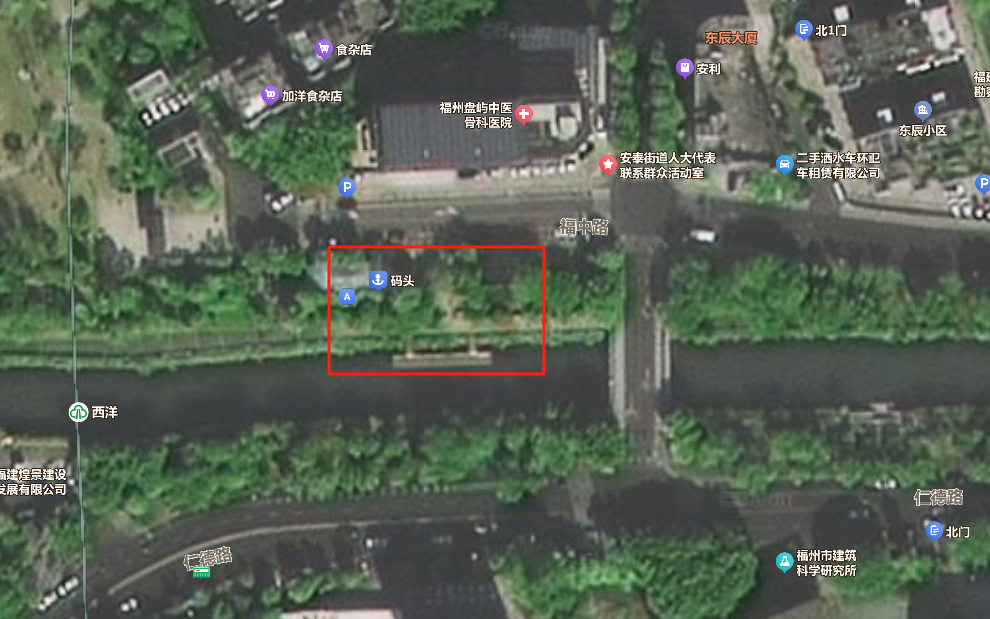 东辰大厦
北1门
食杂店
安利
加洋食杂店
福州盘屿中医
骨科医院
东辰小区
安泰街道人大代表
联系群众活动室
二手洒水车环卫
车租赁有限公司
P
P
福中路
码头
A
西洋
福建煌景建设
发展有限公司
仁德路
北门
仁德路
福州市建筑
科学研究所